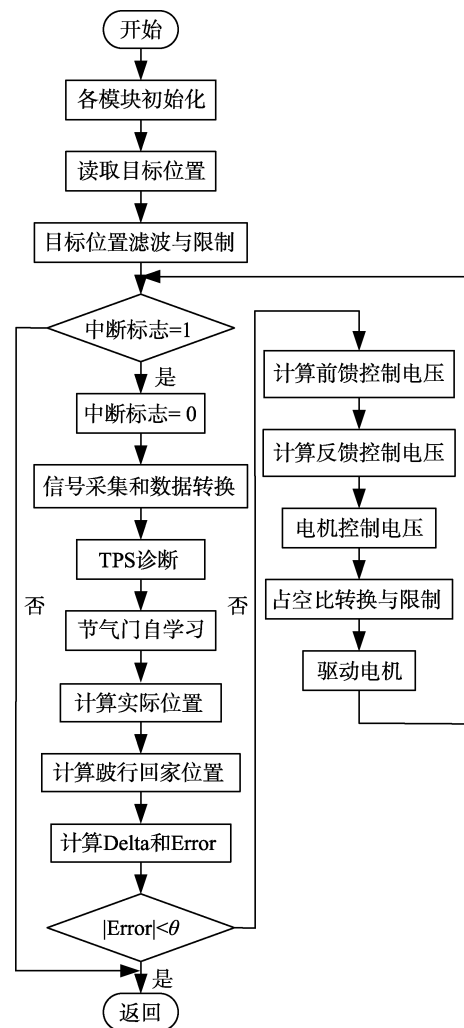 开始
各模块初始化
读取目标位置
目标位置滤波与限制
中断标志=1
是
中断标志= 0
信号采集和数据转换
TPS诊断
否
节气门自学习
计算实际位置
计算跛行回家位置
计算Delta和Error
|Error|<θ
是
返回
否
计算前馈控制电压
计算反馈控制电压
电机控制电压
占空比转换与限制
驱动电机